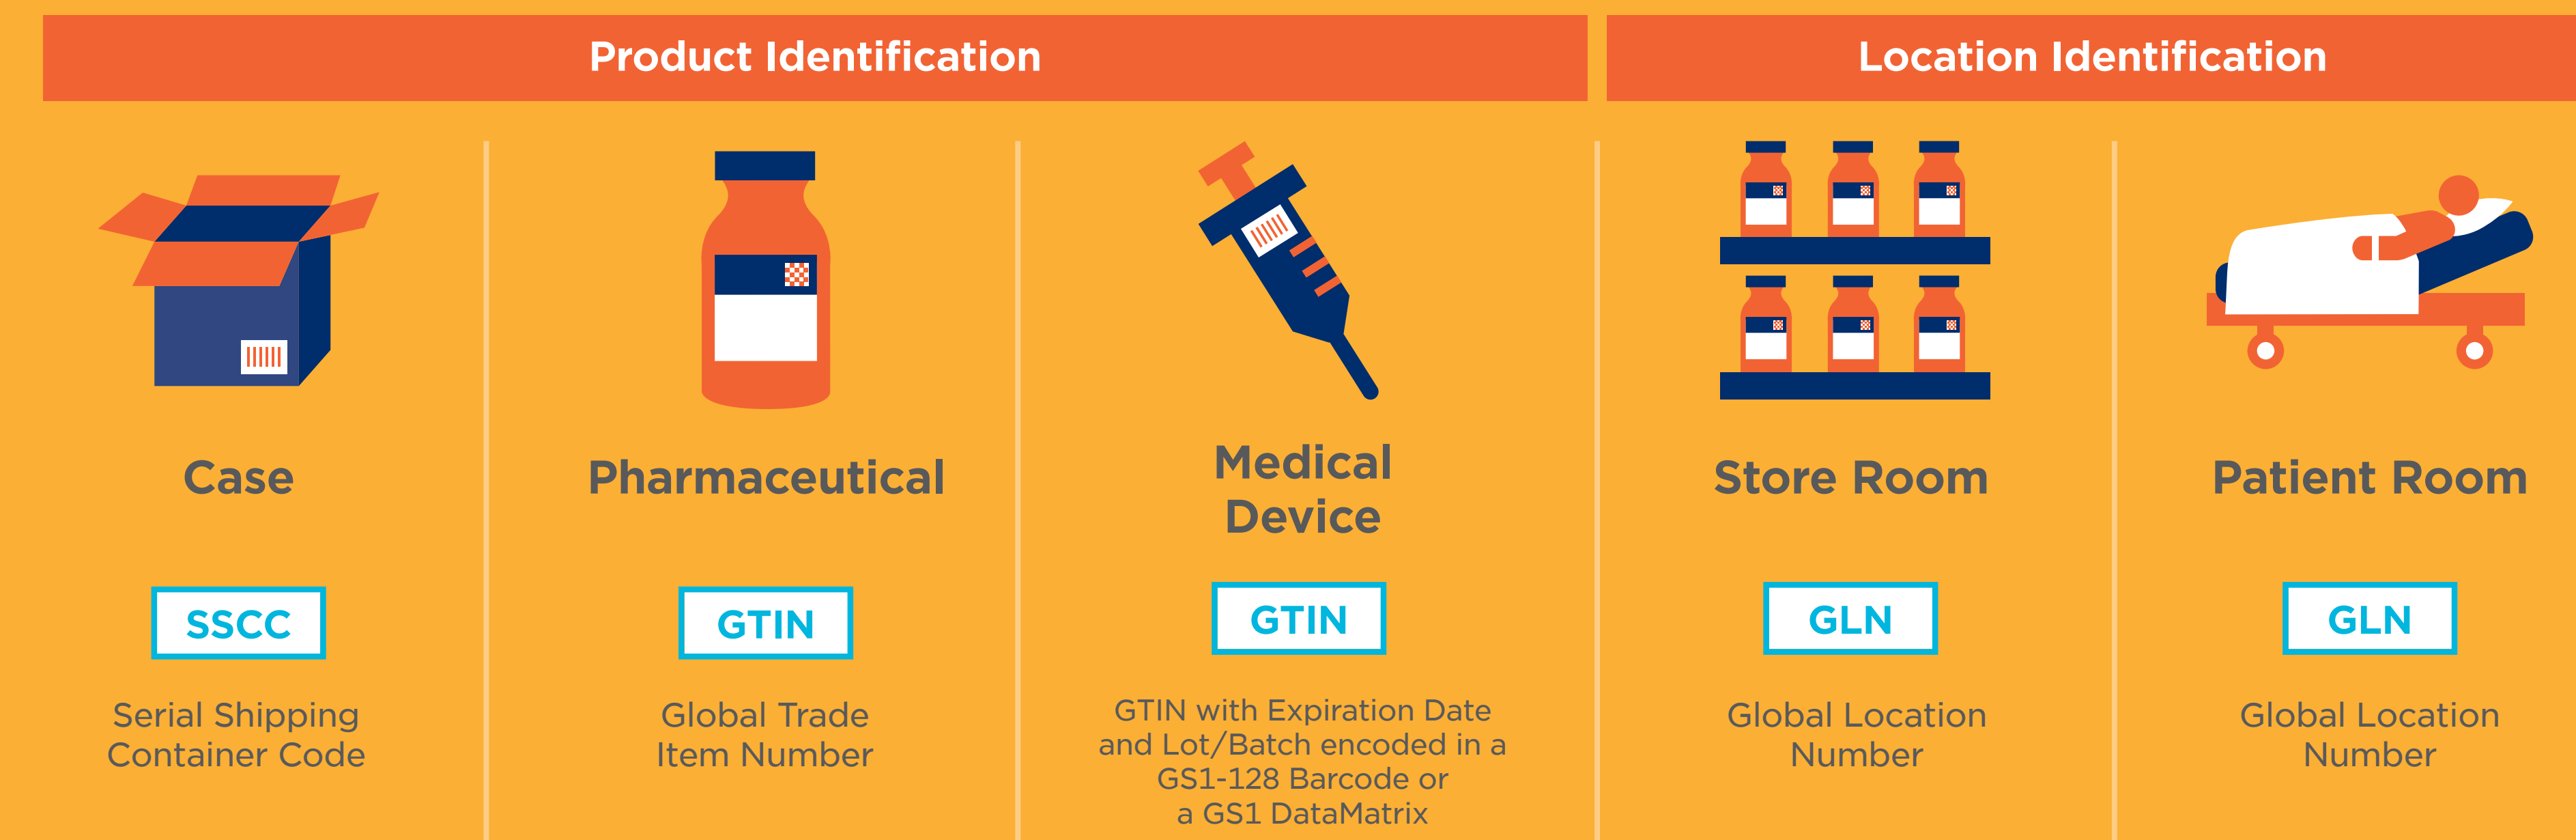 Product Identification
Location Identification
Case
SSCC
Serial Shipping
Container Code
Pharmaceutical
GTIN
Global Trade
Item Number
Medical
Device
GTIN
GTIN with Expiration Date
and Lot/Batch encoded in a
GS1-128 Barcode or
a GS1 DataMatrix
Store Room
GLN
Global Location
Number
Patient Room
GLN
Global Location
Number